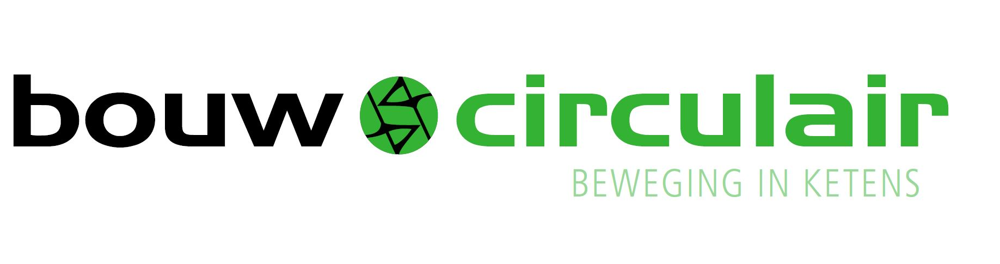 bouw circulair
BEWEGING IN KETENS